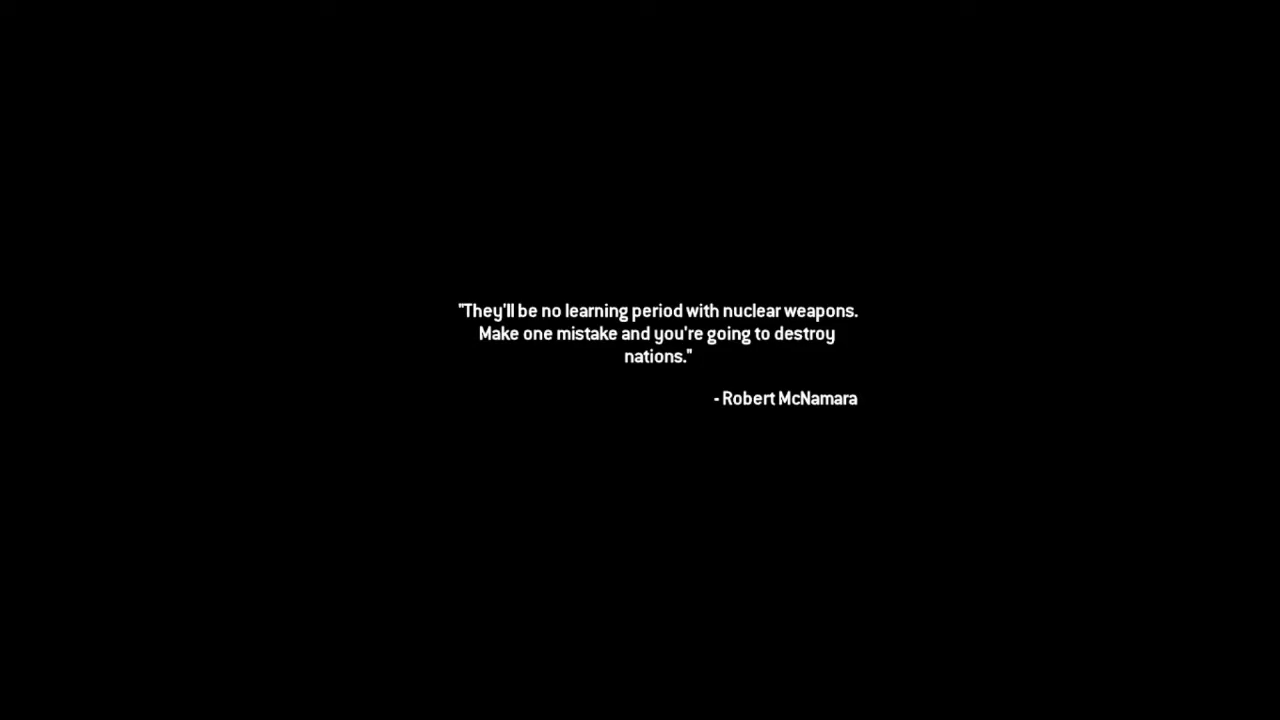 "They'll be no learning period with nuclear weapons.
Make one mistake and you're going to destroy
nations."
- Robert McNamara